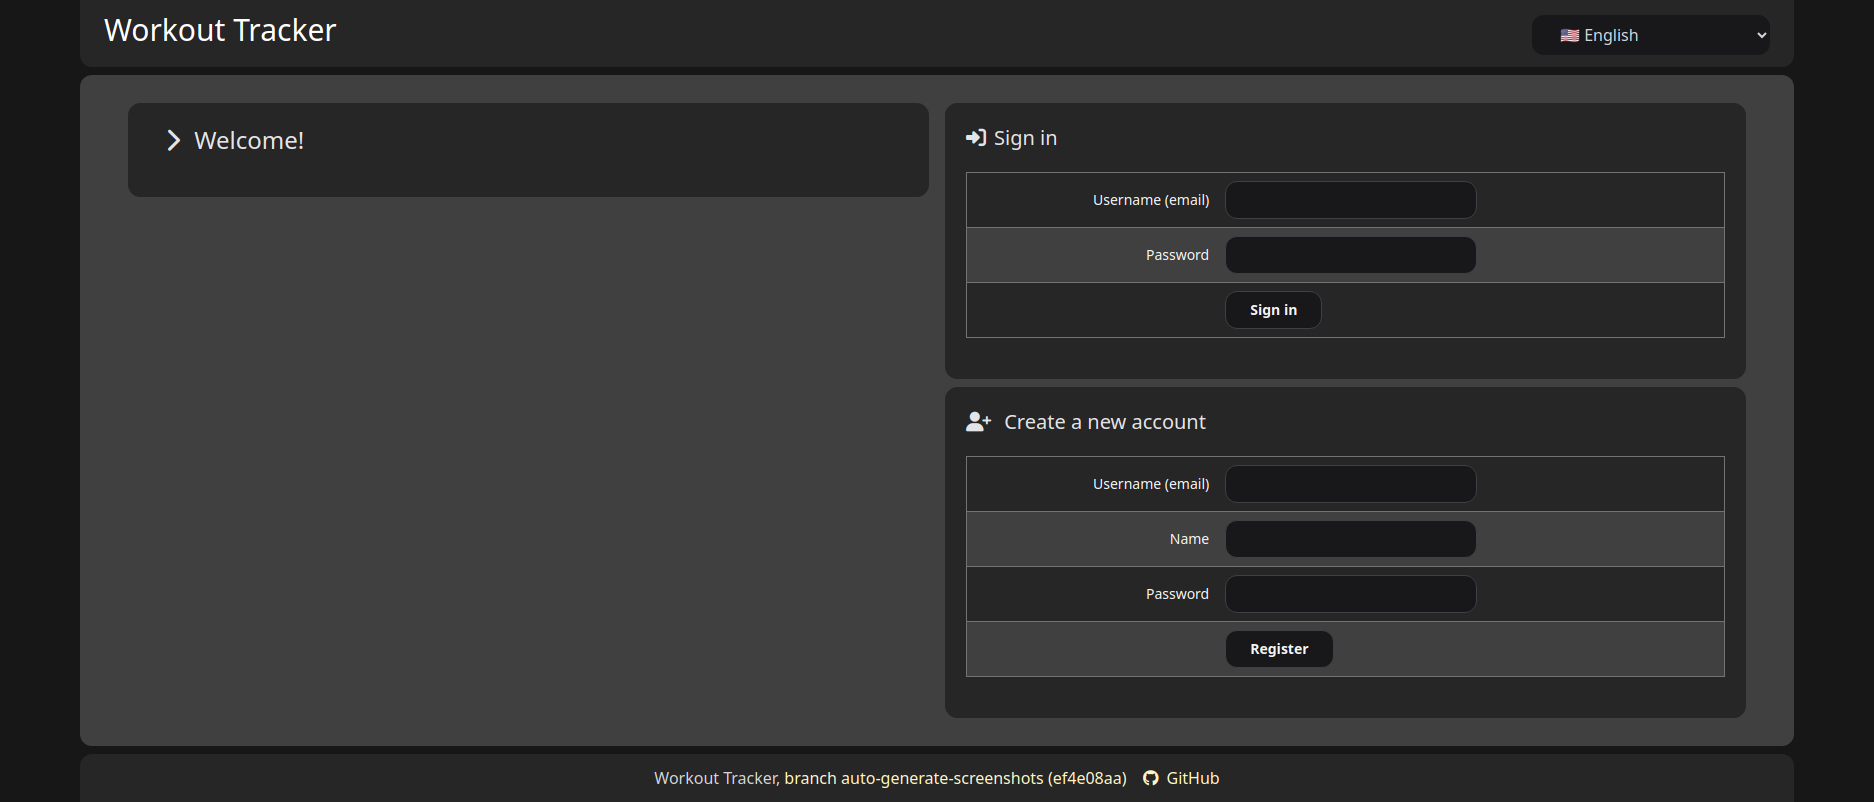 Workout Tracker
🇺🇸 English
Welcome!
Sign in
Username (email)
Password
Sign in
Create a new account
Username (email)
Name
Password
Register
Workout Tracker, branch auto-generate-screenshots (ef4e08aa) GitHub